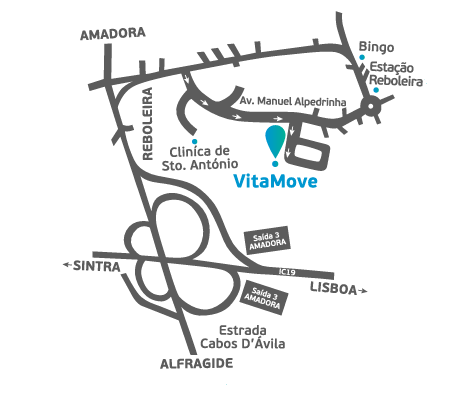 AMADORA
Bingo
Estação
Reboleira
REBOLEIRA
Av. Manuel Alpedrinha
Cliníca de
Sto. António
VitaMove
Saída 3
AMADORA
SINTRA
IC19
LISBOA
Saída 3
AMADORA
Estrada
Cabos D'Ávila
ALFRAGIDE